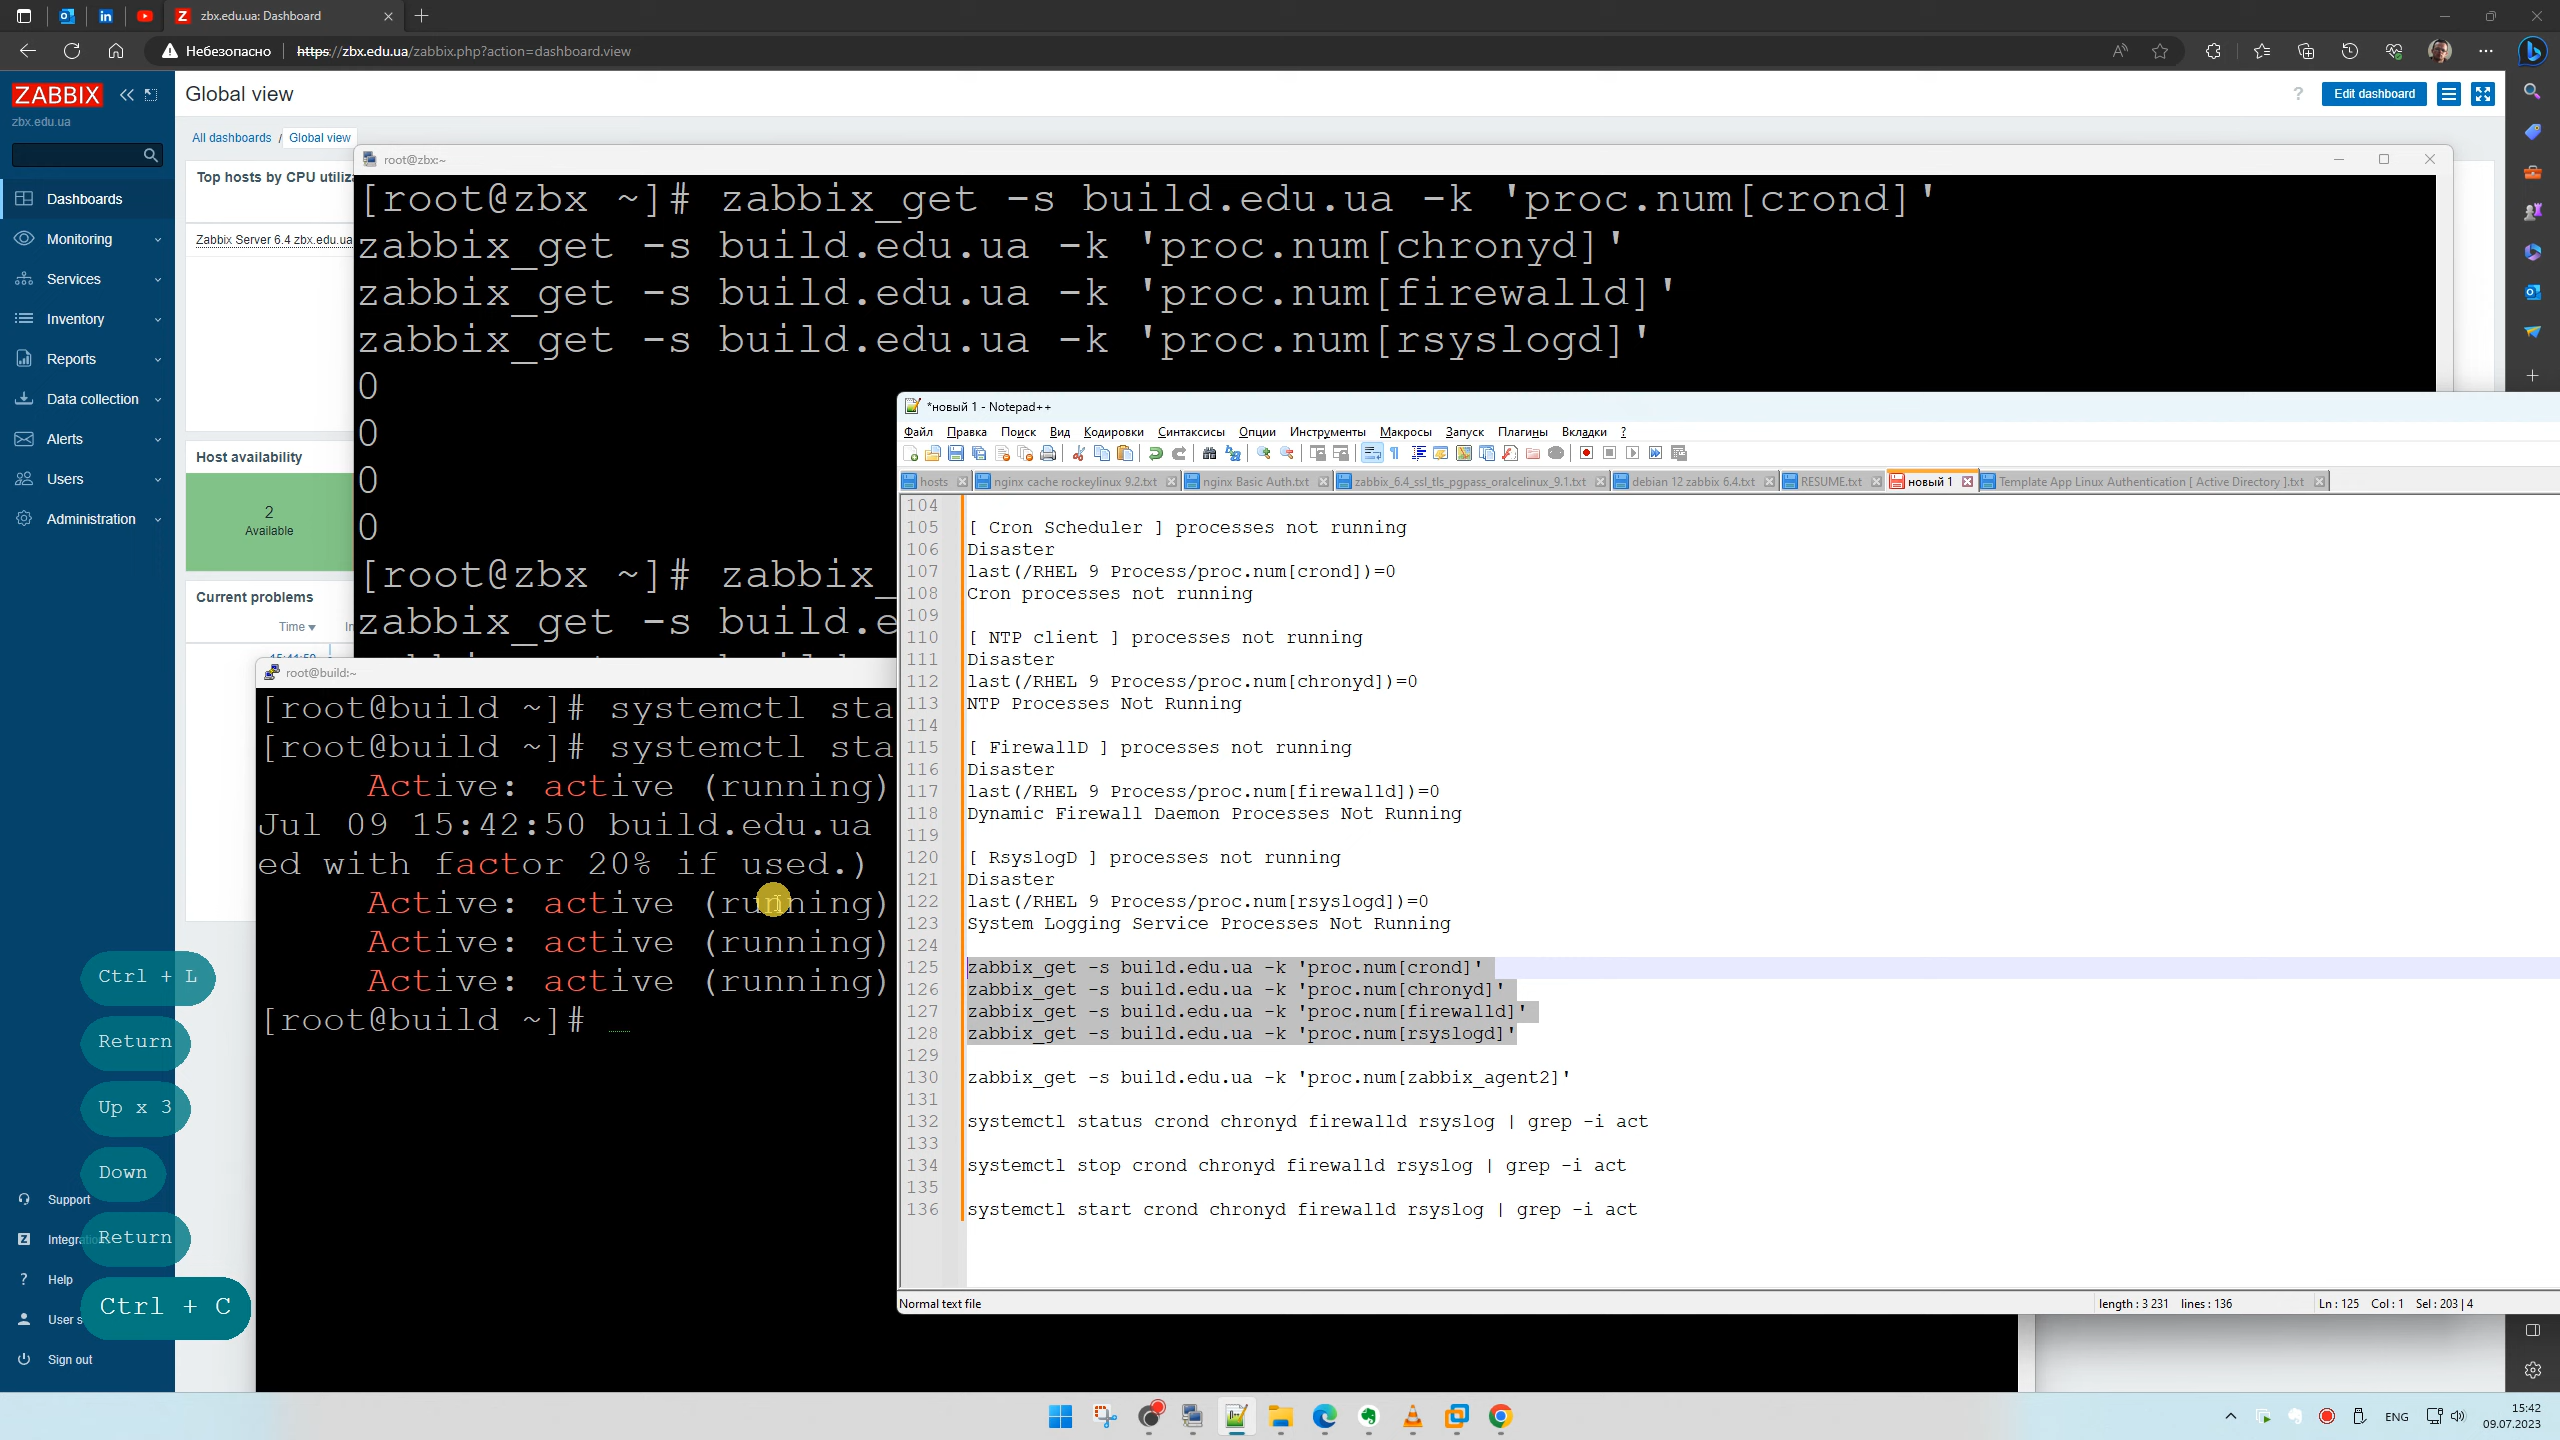 zbx.edu.ua: Dashboard
Небезопасно
https://zbx.edu.ua/zabbix.php?action=dashboard.view
ZABBIX
zbx.edu.ua
Dashboards
Monitoring
Services
Inventory
Reports
Data collection
Alerts
Users
Administration
Support
Help
Sign out
Global view
? Edit dashboard
All dashboards / Global view
Top hosts by CPU
Zabbix Server 6.4 zbx.edu.ua
Host availability
2
Available
Current problems
Time
root@zbx:~
[root@zbx ~]# zabbix_get -s build.edu.ua -k 'proc.num[crond]'
zabbix_get -s build.edu.ua -k 'proc.num[chronyd]'
zabbix_get -s build.edu.ua -k 'proc.num[firewalld]'
zabbix_get -s build.edu.ua -k 'proc.num[rsyslogd]'
0
0
0
0
[root@zbx ~]# zabbix_
zabbix_get -s build.e
root@build:~
[root@build ~]# systemctl sta
[root@build ~]# systemctl sta
Active: active (running)
Jul 09 15:42:50 build.edu.ua
ed with factor 20% if used.)
Active: active (running)
Active: active (running)
Active: active (running)
[root@build ~]#
*новый 1 - Notepad++
Файл Правка Поиск Вид Кодировки Синтаксисы Опции Инструменты Макросы Запуск Плагины Вкладки ?
hosts nginx cache rockeylinux 9.2.txt nginx Basic Auth.txt zabbix_6.4_ssl_tls_pgpass_oralcelinux_9.1.txt debian 12 zabbix 6.4.txt RESUME.txt новый 1 Template App Linux Authentication [ Active Directory ].txt
104
105 [ Cron Scheduler ] processes not running
106 Disaster
107 last(/RHEL 9 Process/proc.num[crond])=0
108 Cron processes not running
109
110 [ NTP client ] processes not running
111 Disaster
112 last(/RHEL 9 Process/proc.num[chronyd])=0
113 NTP Processes Not Running
114
115 [ FirewallD ] processes not running
116 Disaster
117 last(/RHEL 9 Process/proc.num[firewalld])=0
118 Dynamic Firewall Daemon Processes Not Running
119
120 [ RsyslogD ] processes not running
121 Disaster
122 last(/RHEL 9 Process/proc.num[rsyslogd])=0
123 System Logging Service Processes Not Running
124
125 zabbix_get -s build.edu.ua -k 'proc.num[crond]'
126 zabbix_get -s build.edu.ua -k 'proc.num[chronyd]'
127 zabbix_get -s build.edu.ua -k 'proc.num[firewalld]'
128 zabbix_get -s build.edu.ua -k 'proc.num[rsyslogd]'
129
130 zabbix_get -s build.edu.ua -k 'proc.num[zabbix_agent2]'
131
132 systemctl status crond chronyd firewalld rsyslog | grep -i act
133
134 systemctl stop crond chronyd firewalld rsyslog | grep -i act
135
136 systemctl start crond chronyd firewalld rsyslog | grep -i act
Normal text file length : 3 231 lines : 136 Ln : 125 Col : 1 Sel : 203 | 4
Ctrl + L
Return
Up x 3
Down
Return
Ctrl + C
ENG
15:42
09.07.2023